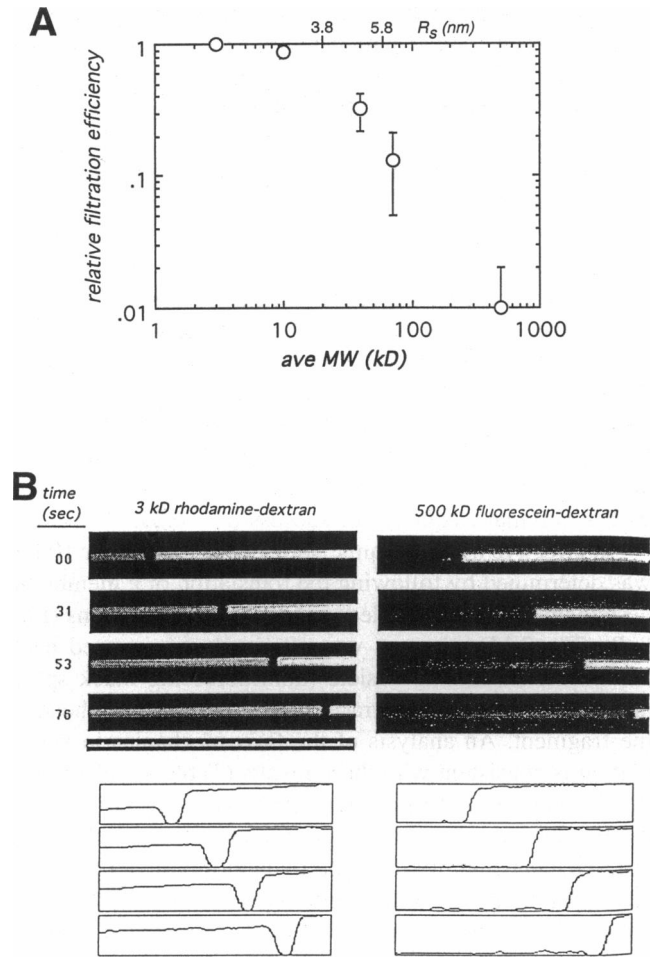 A
3.8 5.8 Rs (nm)
relative filtration efficiency
1
.1
.01
1 10 100 1000
ave MW (kD)
B
time
(sec)
3 kD rhodamine-dextran
500 kD fluorescein-dextran
00
31
53
76